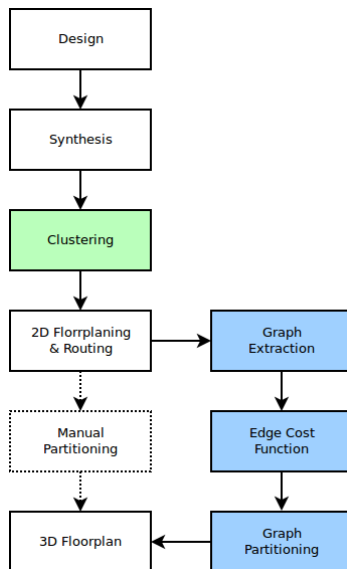 Design
Synthesis
Clustering
2D Florrplaning
& Routing
Graph
Extraction
Manual
Partitioning
Edge Cost
Function
3D Floorplan
Graph
Partitioning